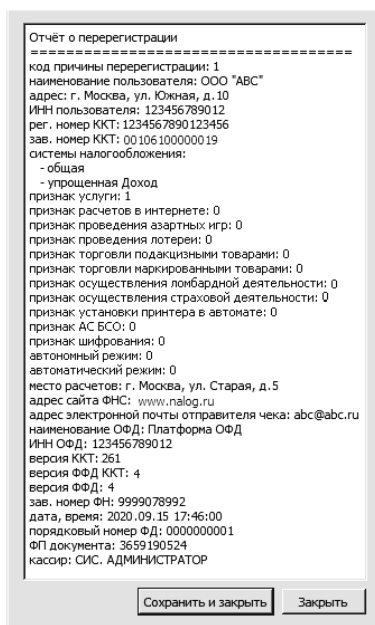 Отчёт о перерегистрации
====================================
код причины перерегистрации: 1
наименование пользователя: ООО "АВС"
адрес: г. Москва, ул. Южная, д.10
ИНН пользователя: 123456789012
рег. номер ККТ: 1234567890123456
зав. номер ККТ: 00106100000019
системы налогообложения:
- общая
- упрощенная Доход
признак услуги: 1
признак расчетов в интернете: 0
признак проведения азартных игр: 0
признак проведения лотереи: 0
признак торговли подакцизными товарами: 0
признак торговли маркированными товарами: 0
признак осуществления ломбардной деятельности: 0
признак осуществления страховой деятельности: 0
признак установки принтера в автомате: 0
признак АС БСО: 0
признак шифрования: 0
автономный режим: 0
автоматический режим: 0
место расчетов: г. Москва, ул. Старая, д.5
адрес сайта ФНС: www.nalog.ru
адрес электронной почты отправителя чека: abc@abc.ru
наименование ОФД: Платформа ОФД
ИНН ОФД: 123456789012
версия ККТ: 261
версия ФФД ККТ: 4
версия ФФД: 4
зав. номер ФН: 9999078992
дата, время: 2020.09.15 17:46:00
порядковый номер ФД: 0000000001
ФП документа: 3659190524
кассир: СИС. АДМИНИСТРАТОР
Сохранить и закрыть Закрыть